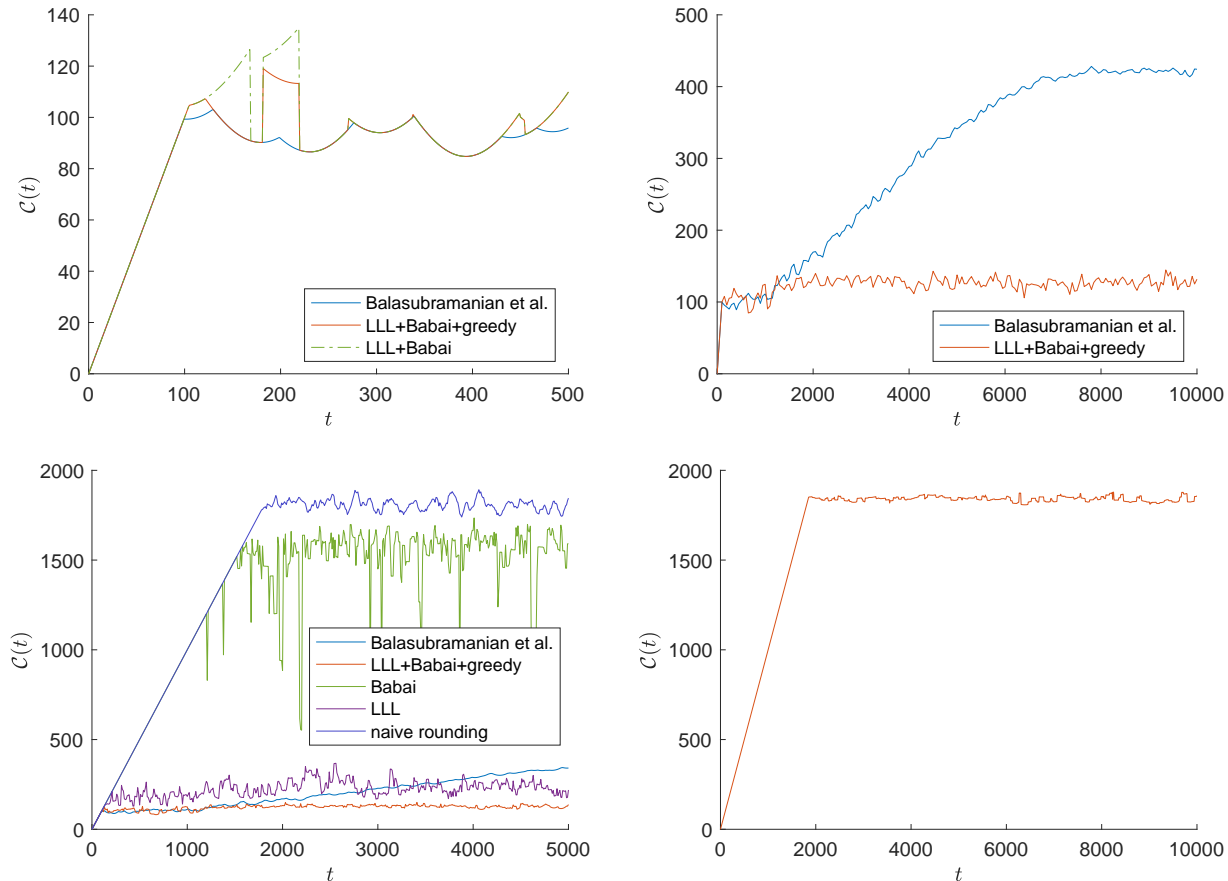 140
120
100
80
60
40
20
0
C(t)
0 100 200 300 400 500
t
Balasubramanian et al.
LLL+Babai+greedy
LLL+Babai
500
400
300
200
100
0
C(t)
0 2000 4000 6000 8000 10000
t
Balasubramanian et al.
LLL+Babai+greedy
2000
1500
1000
500
0
C(t)
0 1000 2000 3000 4000 5000
t
Balasubramanian et al.
LLL+Babai+greedy
Babai
LLL
naive rounding
2000
1500
1000
500
0
C(t)
0 2000 4000 6000 8000 10000
t